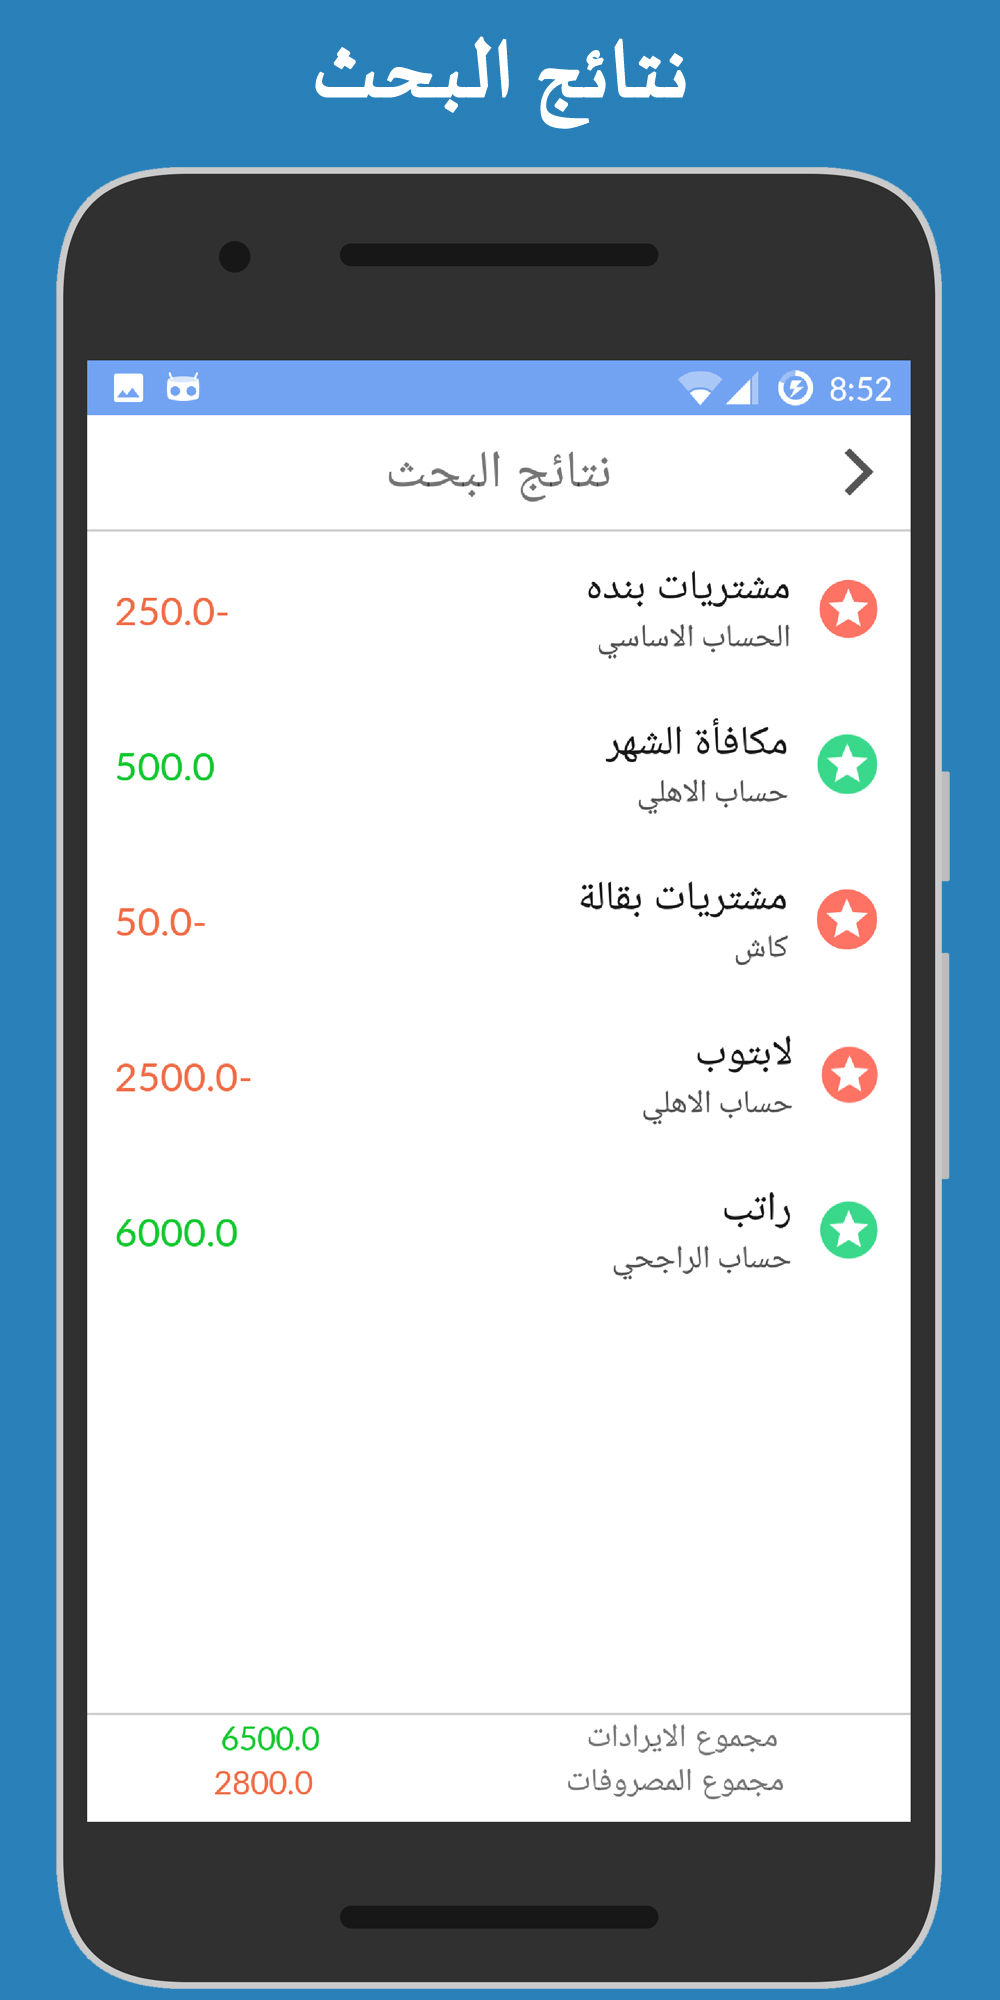 نتائج البحث
8:52
نتائج البحث
مشتريات بنده
250.0-
الحساب الاساسي
مكافأة الشهر
500.0
حساب الاهلي
مشتريات بقالة
50.0-
كاش
لابتوب
2500.0-
حساب الاهلي
راتب
6000.0
حساب الراجحي
مجموع الايرادات 6500.0
مجموع المصروفات 2800.0